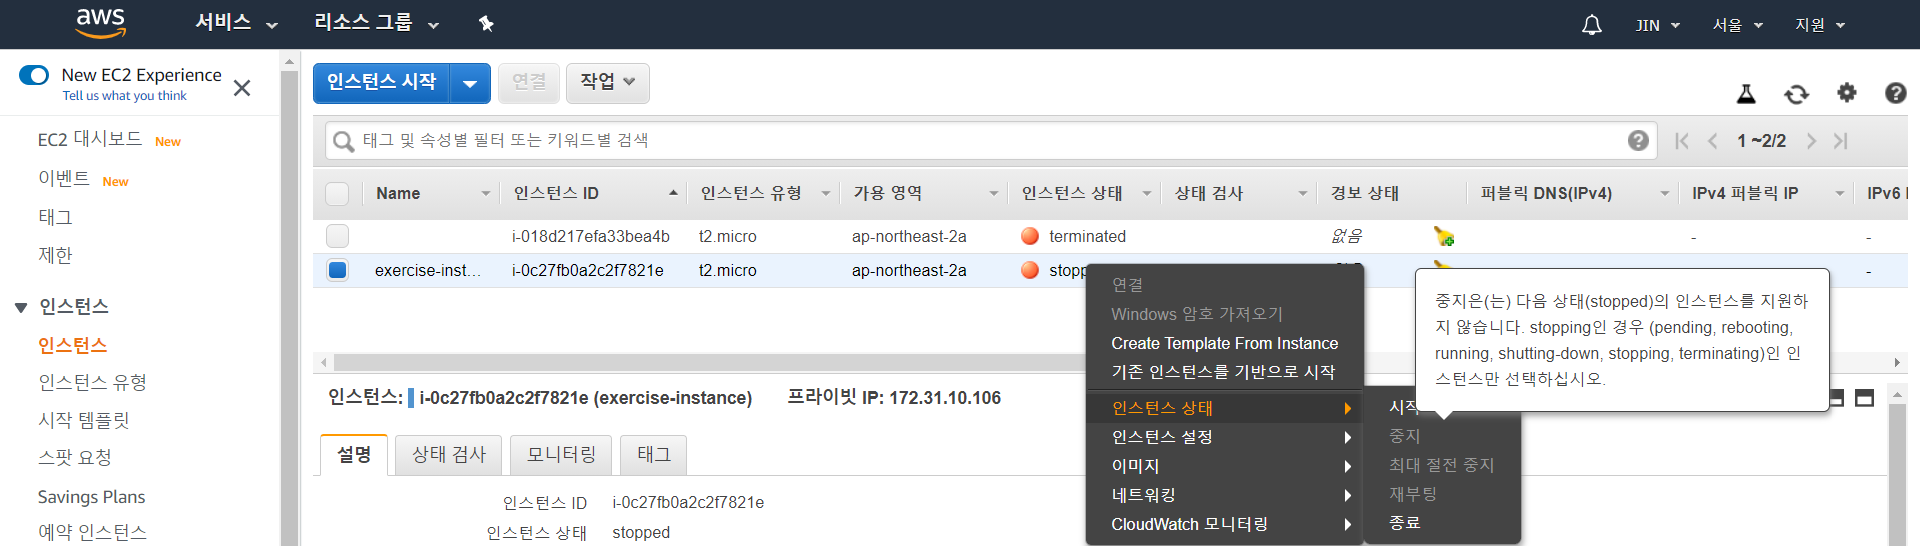 aws 서비스 리소스 그룹 JIN 서울 지원
New EC2 Experience
Tell us what you think
EC2 대시보드 New
이벤트 New
태그
제한
인스턴스
인스턴스
인스턴스 유형
시작 템플릿
스팟 요청
Savings Plans
예약 인스턴스
인스턴스 시작 연결 작업
태그 및 속성별 필터 또는 키워드별 검색
1 ~2/2
Name 인스턴스 ID 인스턴스 유형 가용 영역 인스턴스 상태 상태 검사 경보 상태 퍼블릭 DNS(IPv4) IPv4 퍼블릭 IP IPv6
i-018d217efa33bea4b t2.micro ap-northeast-2a terminated 없음 - -
exercise-inst... i-0c27fb0a2c2f7821e t2.micro ap-northeast-2a stopp -
연결
Windows 암호 가져오기
Create Template From Instance
기존 인스턴스를 기반으로 시작
인스턴스 상태
인스턴스 설정
이미지
네트워킹
CloudWatch 모니터링
시작
중지
최대 절전 중지
재부팅
종료
중지은(는) 다음 상태(stopped)의 인스턴스를 지원하
지 않습니다. stopping인 경우 (pending, rebooting,
running, shutting-down, stopping, terminating)인 인
스턴스만 선택하십시오.
인스턴스: i-0c27fb0a2c2f7821e (exercise-instance) 프라이빗 IP: 172.31.10.106
설명 상태 검사 모니터링 태그
인스턴스 ID i-0c27fb0a2c2f7821e
인스턴스 상태 stopped